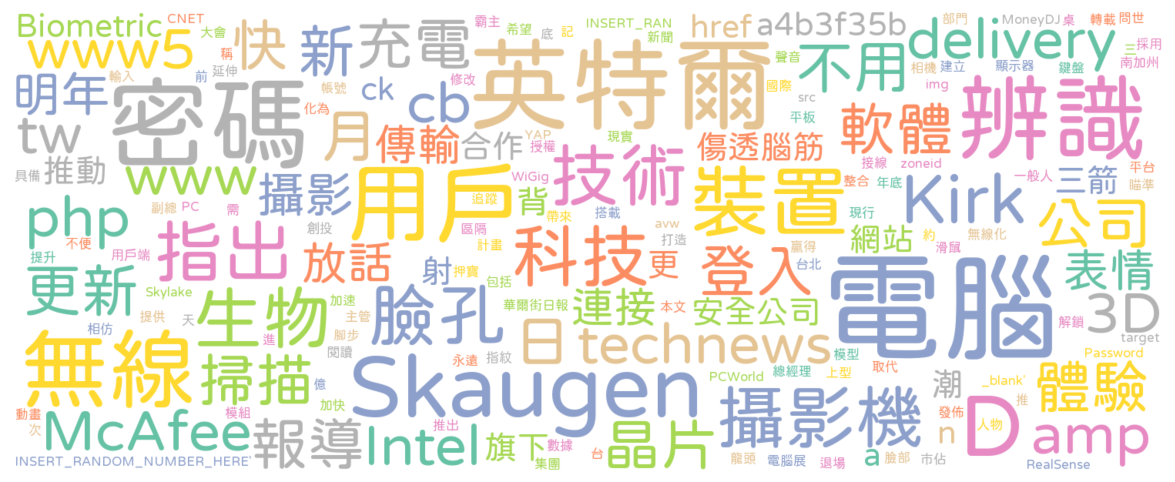 Biometric CNET 霸主 希望 底 記 INSERT_RAN href a4b3f35b 部門 MoneyDJ 桌 轉載 問世
www5 快 大會 稱 新 充電 英特爾 新聞 聲音 不用 delivery 三 採用
明年 輸入 前 延伸 帳號 ck 修改 國際 相機 建立 顯示器 鍵盤 南加州
密碼 化為 cb src img 平板 辨識
tw 月 傳輸 合作 YAP 授權 現實 傷透腦筋 軟體 接線 zoneid 一般人 平台
具備 推動 www 攝影 用戶 追蹤 WiGig 技術 裝置 整合 年底 三箭 瞄準
php 副總 PC 需 創投 背 區隔 帶來 搭載 avw 打造 現行 Kirk 公司
不便 用戶端 指出 放話 計畫 科技 更 登入 贏得 網站 約 滑鼠 無線化
提升 更新 射 押寶 包括 台北 電腦 表情
Skylake 生物 加速 臉孔 華爾街日報 連接 本文 安全公司 3D
相仿 提供 天 主管 進 腳步 日 technews 解鎖 target
無線 掃描 閱讀 永遠 指紋 模型 取代 Password
億 Skaugen PCWorld 總經理 上型 潮 _blank' 體驗
動畫 次 McAfee 模組 加快 推出 攝影機 發佈 推 人物
報導 Intel 旗下 數據 晶片 n D amp
INSERT_RANDOM_NUMBER_HERE' 集團 台 龍頭 電腦展 退場 a 臉部 市佔 RealSense